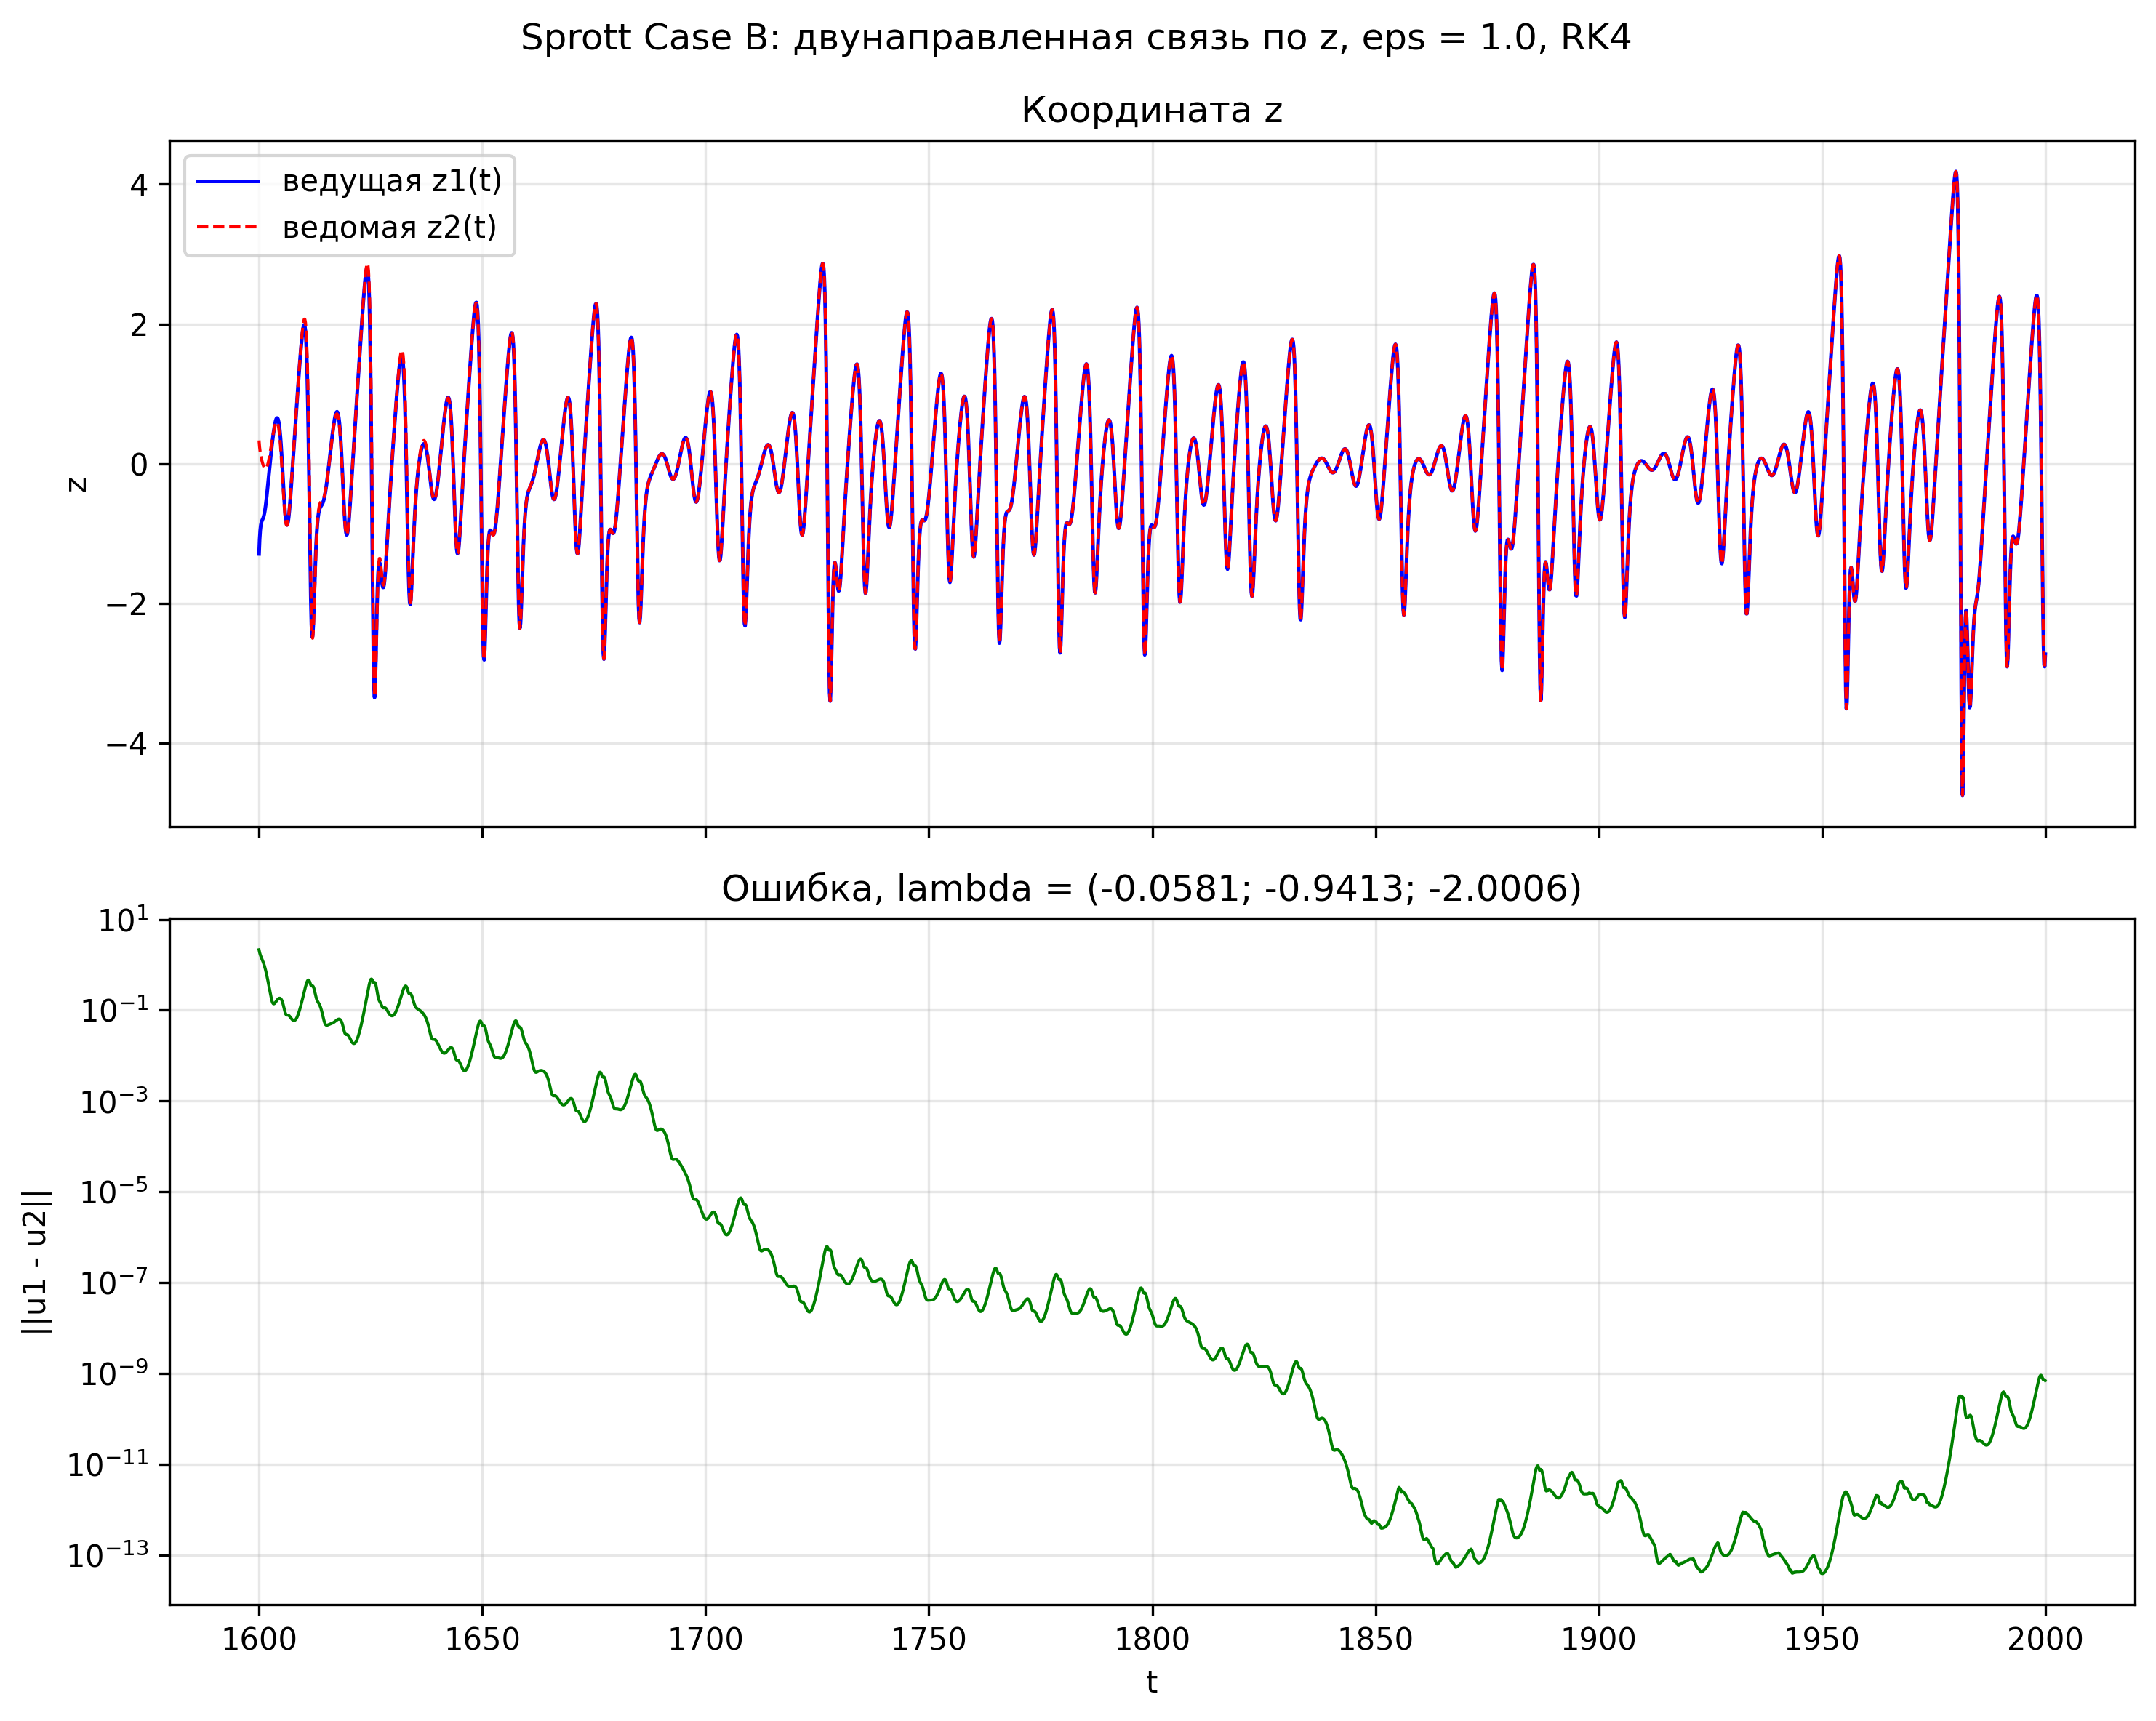 Sprott Case B: двунаправленная связь по z, eps = 1.0, RK4
Координата z
ведущая z1(t)
ведомая z2(t)
4
2
0
−2
−4
z
Ошибка, lambda = (-0.0581; -0.9413; -2.0006)
10¹
10⁻¹
10⁻³
10⁻⁵
10⁻⁷
10⁻⁹
10⁻¹¹
10⁻¹³
||u1 - u2||
1600 1650 1700 1750 1800 1850 1900 1950 2000
t